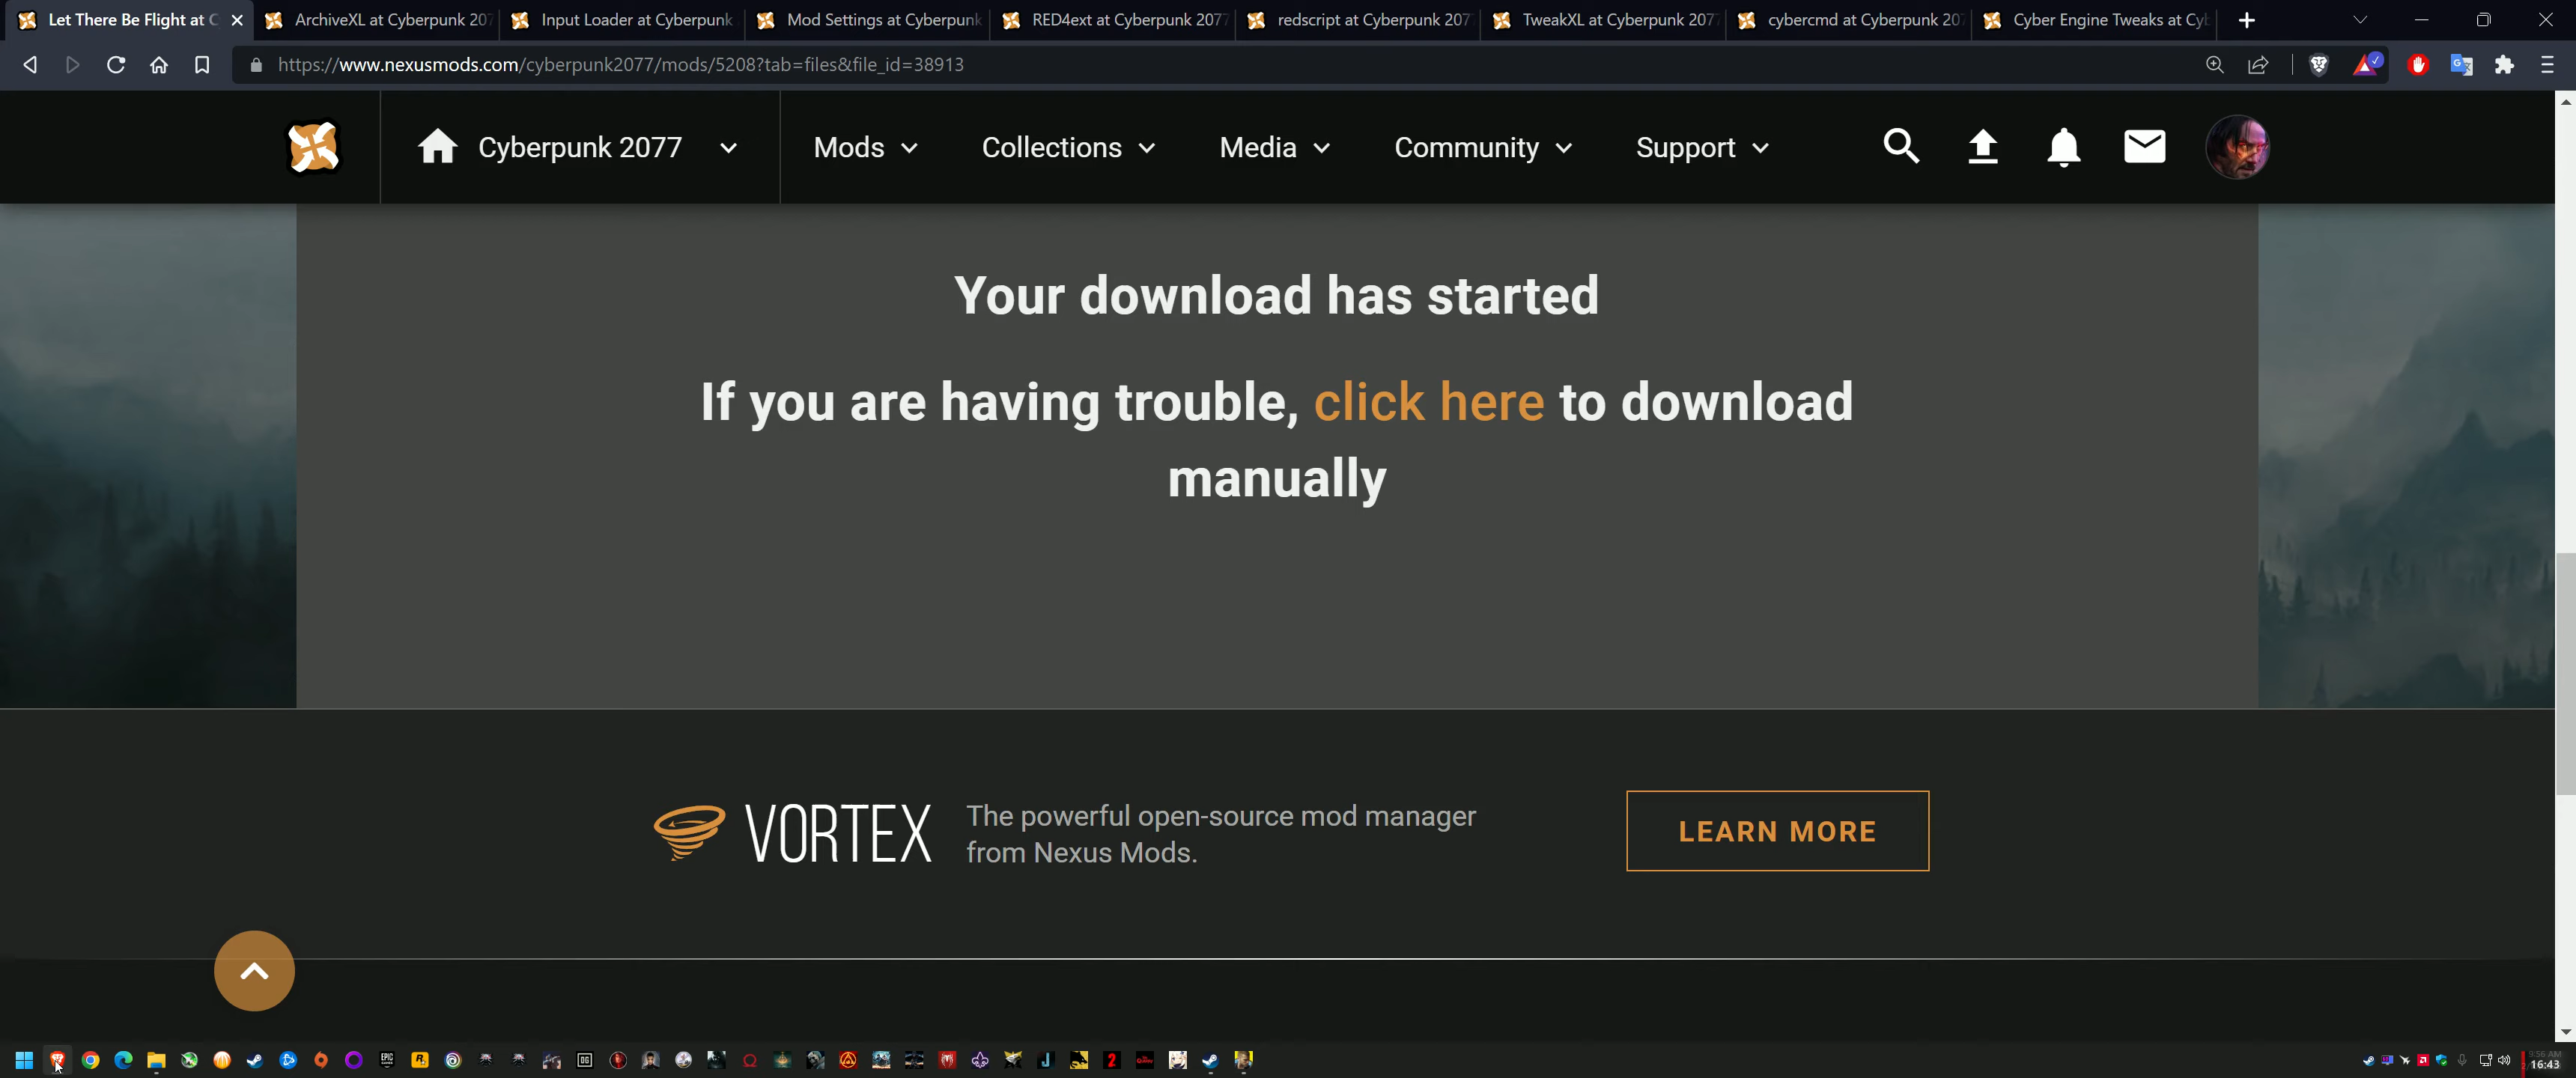 Let There Be Flight at C
ArchiveXL at Cyberpunk 207
Input Loader at Cyberpunk
Mod Settings at Cyberpunk
RED4ext at Cyberpunk 2077
redscript at Cyberpunk 207
TweakXL at Cyberpunk 2077
cybercmd at Cyberpunk 20
Cyber Engine Tweaks at Cyb
https://www.nexusmods.com/cyberpunk2077/mods/5208?tab=files&file_id=38913
Cyberpunk 2077
Mods
Collections
Media
Community
Support
Your download has started
If you are having trouble, click here to download
manually
VORTEX
The powerful open-source mod manager
from Nexus Mods.
LEARN MORE
16:43